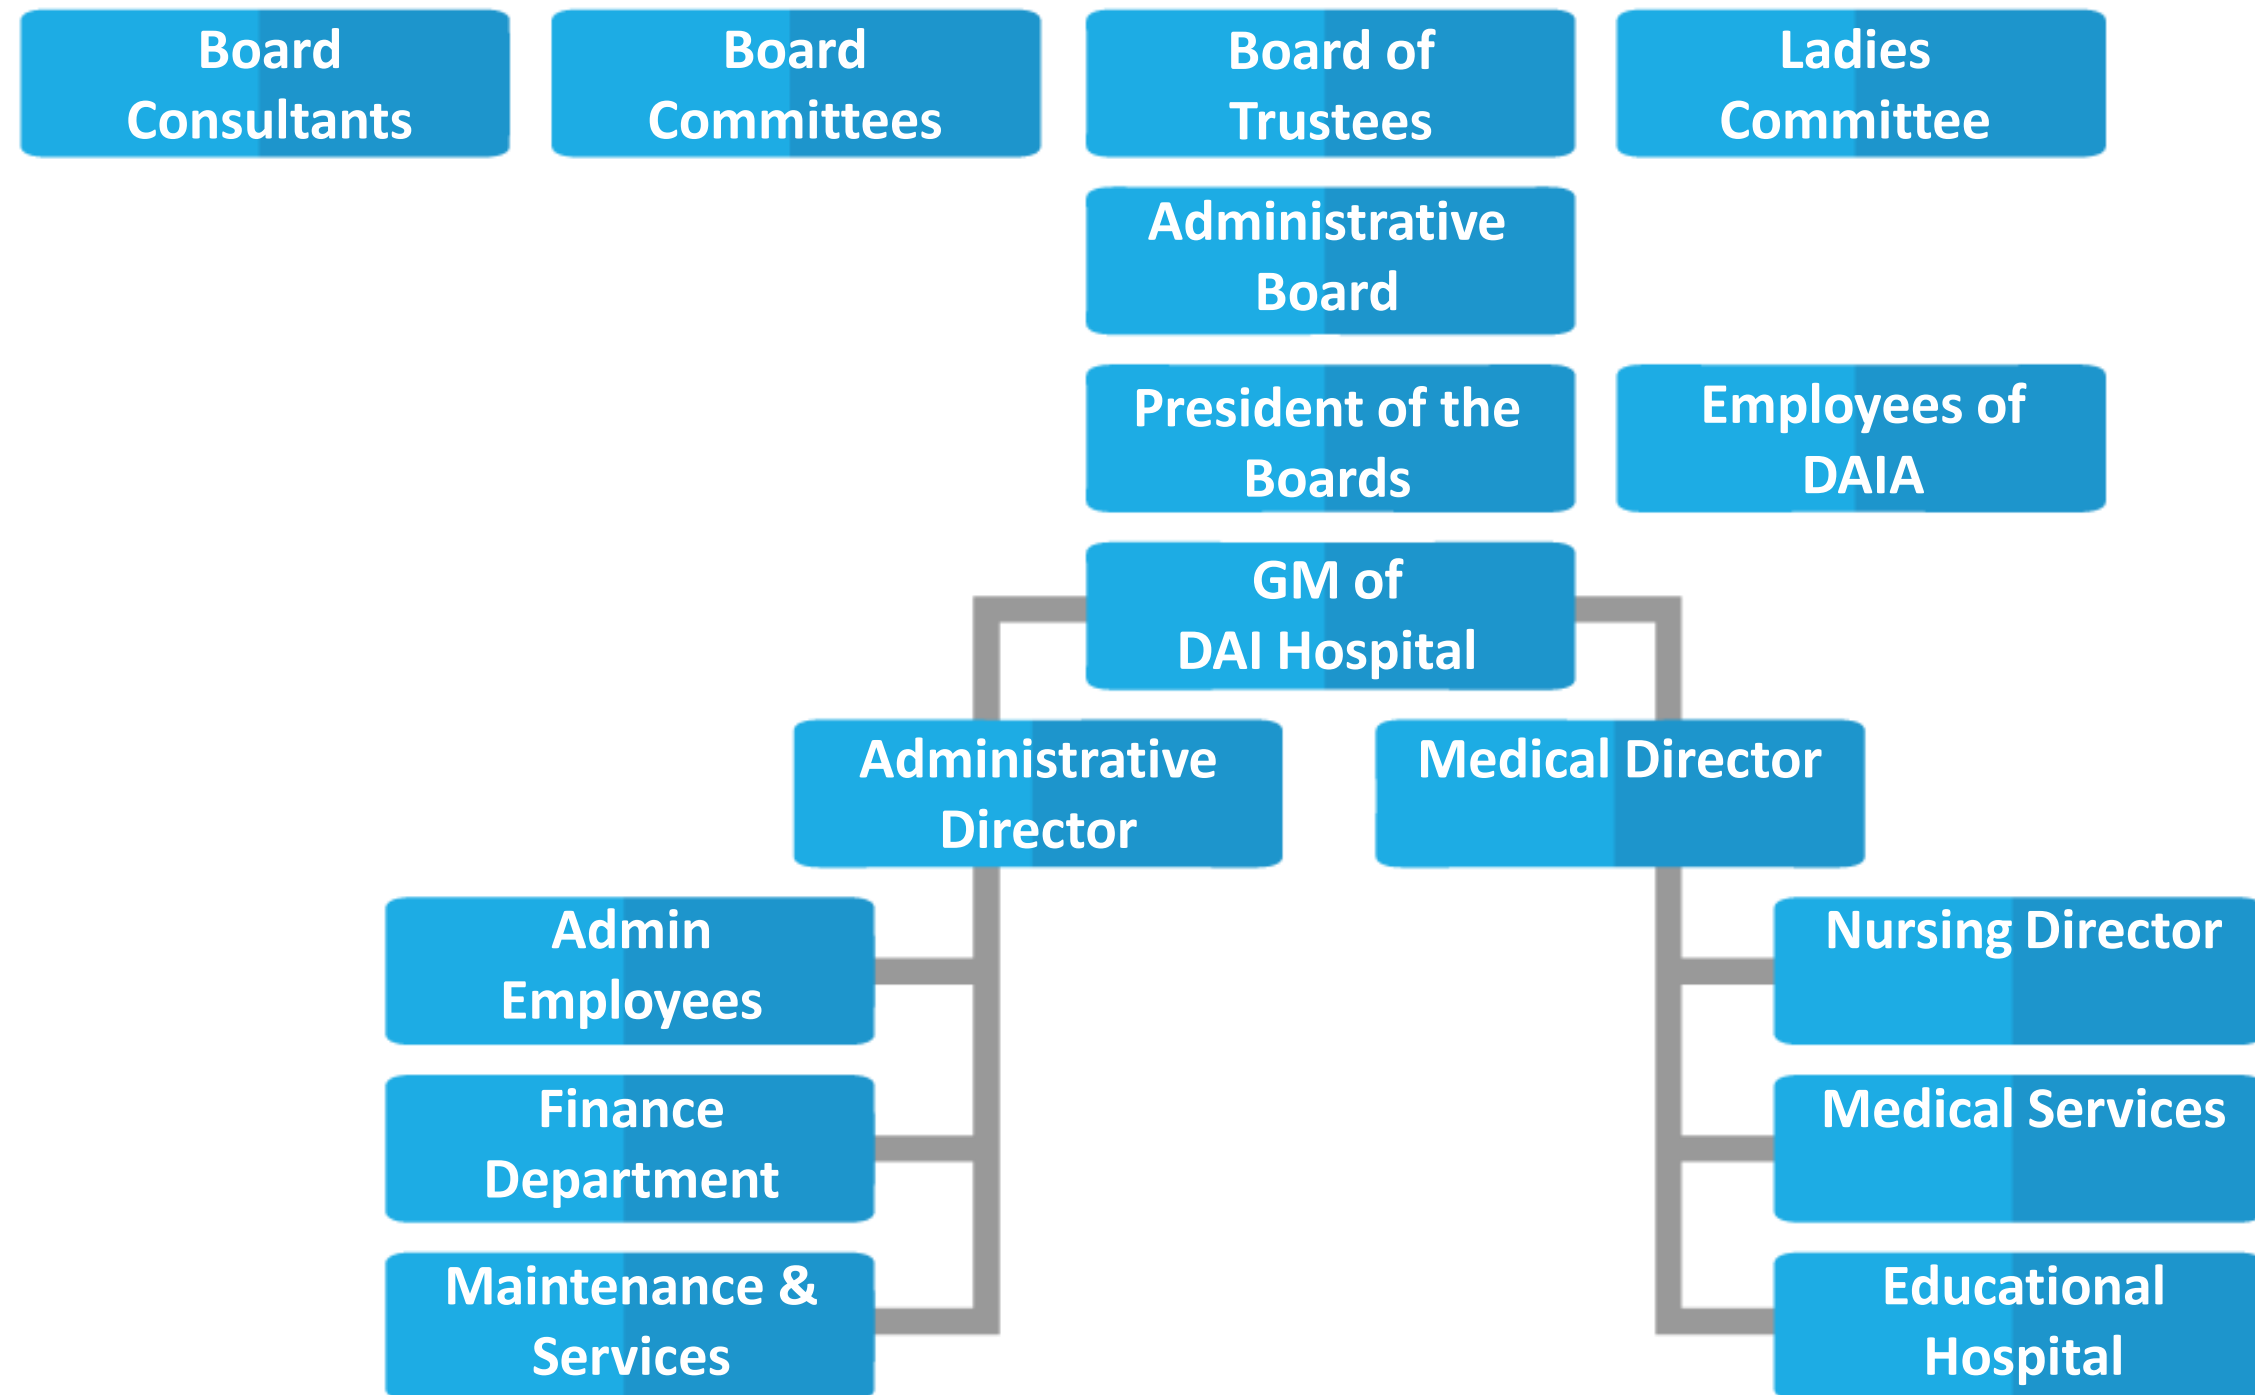 Board
Consultants
Board
Committees
Board of
Trustees
Ladies
Committee
Administrative
Board
President of the
Boards
Employees of
DAIA
GM of
DAI Hospital
Administrative
Director
Medical Director
Admin
Employees
Nursing Director
Finance
Department
Medical Services
Maintenance &
Services
Educational
Hospital